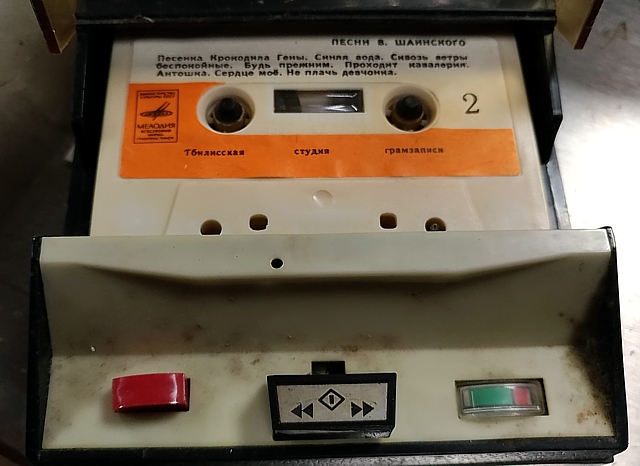 ПЕСНИ В. ШАИНСКОГО
Песенка Крокодила Гены. Синяя вода. Сквозь ветры
беспокойные. Будь прежним. Проходит кавалерия.
Антошка. Сердце моё. Не плачь девчонка.
2
МЕЛОДИЯ
Тбилисская студия грамзаписи